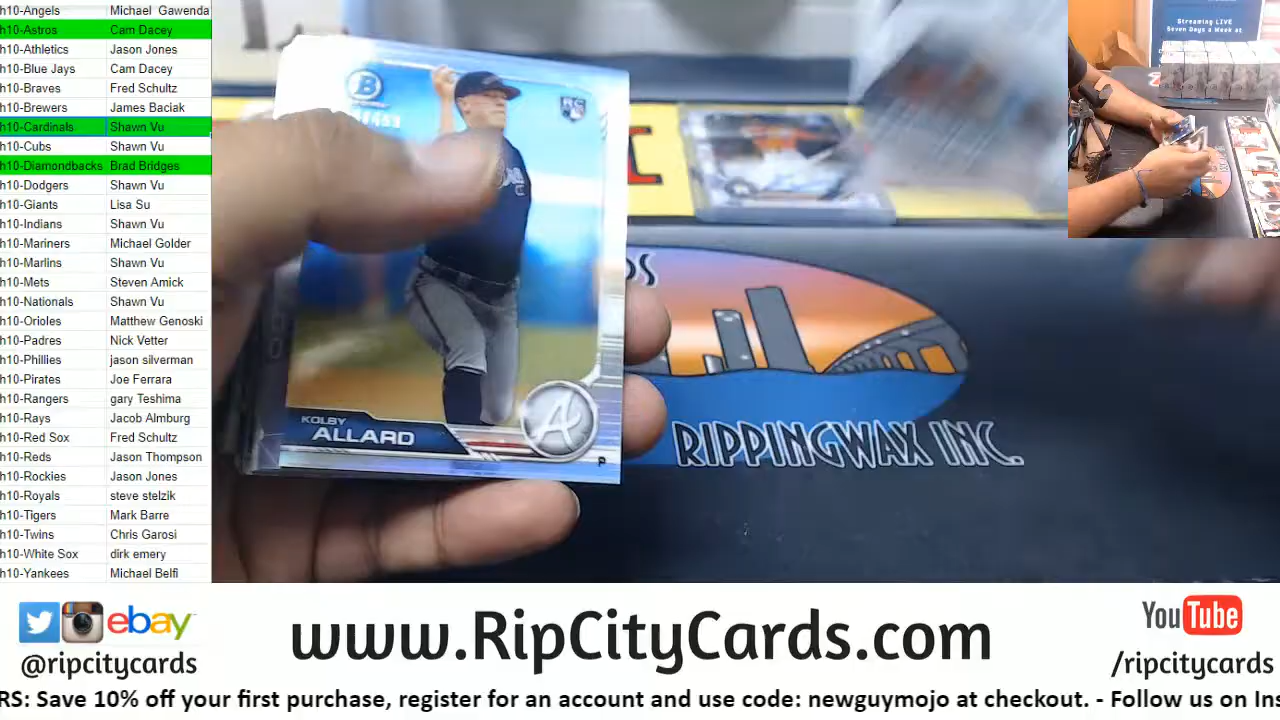 h10-Angels Michael Gawenda
h10-Astros Cam Dacey
h10-Athletics Jason Jones
h10-Blue Jays Cam Dacey
h10-Braves Fred Schultz
h10-Brewers James Baciak
h10-Cardinals Shawn Vu
h10-Cubs Shawn Vu
h10-Diamondbacks Brad Bridges
h10-Dodgers Shawn Vu
h10-Giants Lisa Su
h10-Indians Shawn Vu
h10-Mariners Michael Golder
h10-Marlins Shawn Vu
h10-Mets Steven Amick
h10-Nationals Shawn Vu
h10-Orioles Matthew Genoski
h10-Padres Nick Vetter
h10-Phillies jason silverman
h10-Pirates Joe Ferrara
h10-Rangers gary Teshima
h10-Rays Jacob Almburg
h10-Red Sox Fred Schultz
h10-Reds Jason Thompson
h10-Rockies Jason Jones
h10-Royals steve stelzik
h10-Tigers Mark Barre
h10-Twins Chris Garosi
h10-White Sox dirk emery
h10-Yankees Michael Belfi
B
RC
KOLBY
ALLARD
A
P
RIPPINGWAX INC.
Streaming LIVE
Seven Days a Week at
ebay
@ripcitycards
www.RipCityCards.com
YouTube
/ripcitycards
RS: Save 10% off your first purchase, register for an account and use code: newguymojo at checkout. - Follow us on Ins